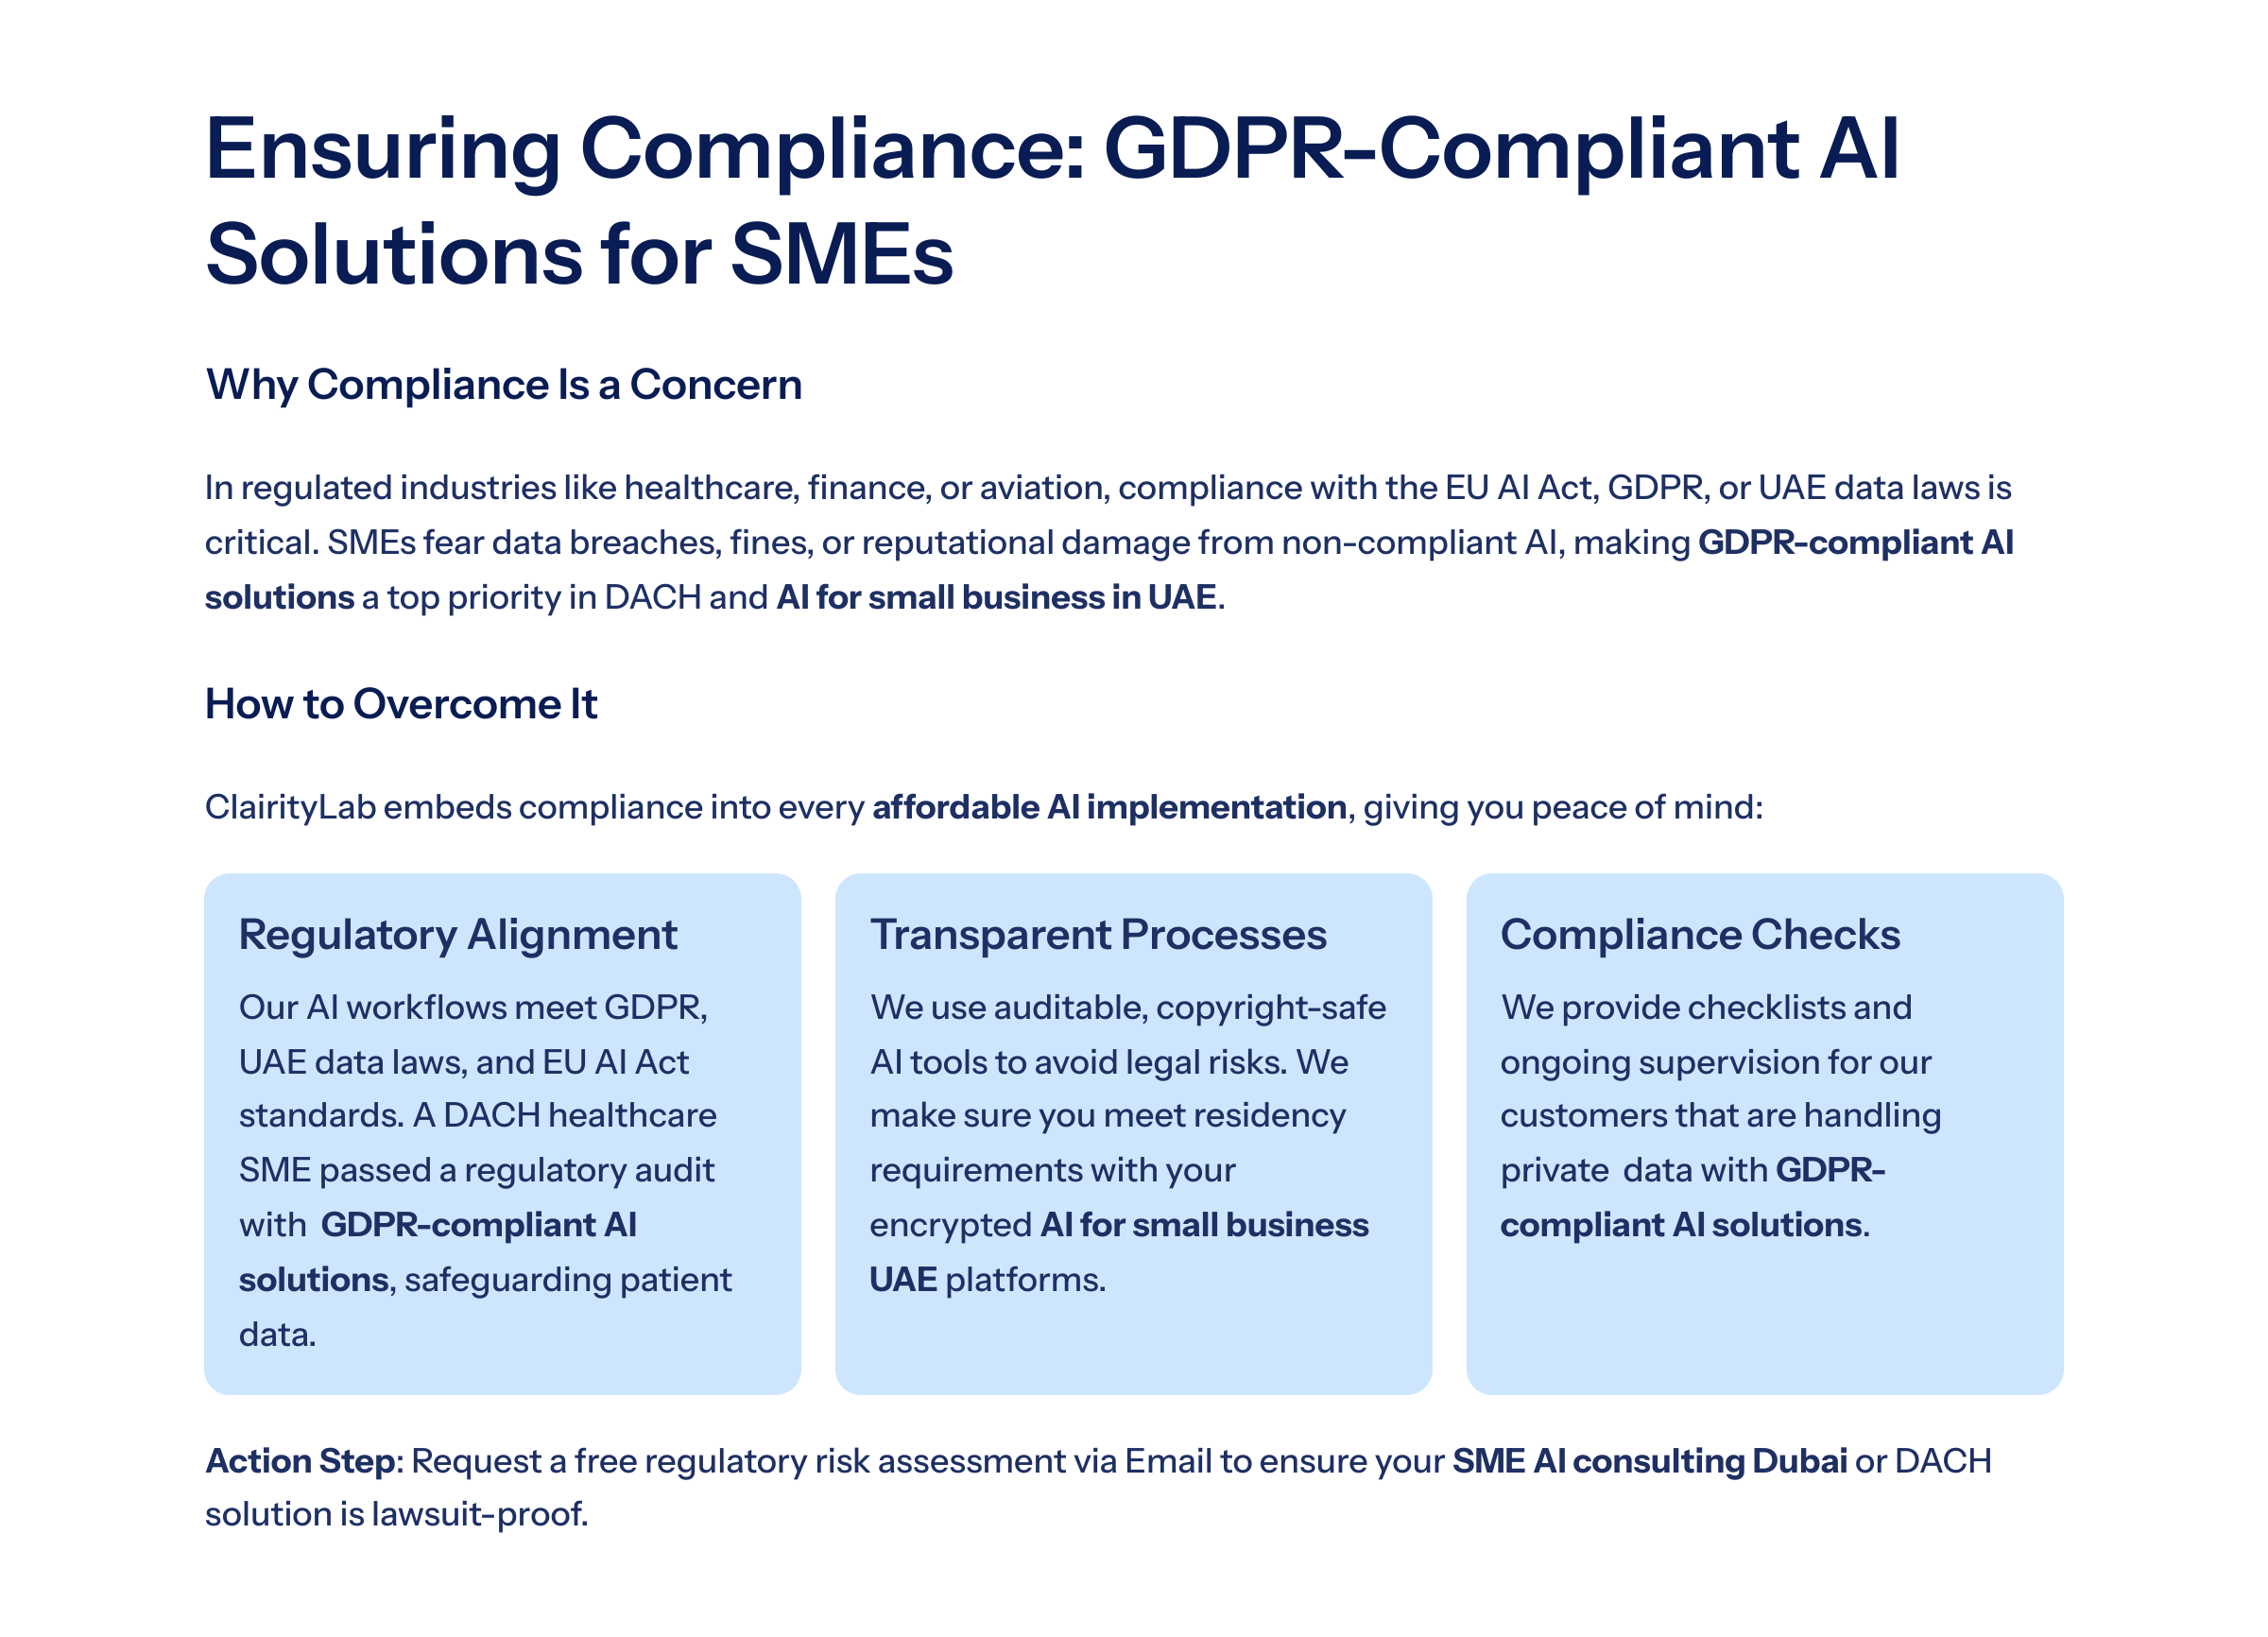 Ensuring Compliance: GDPR-Compliant AI
Solutions for SMEs
Why Compliance Is a Concern
In regulated industries like healthcare, finance, or aviation, compliance with the EU AI Act, GDPR, or UAE data laws is
critical. SMEs fear data breaches, fines, or reputational damage from non-compliant AI, making GDPR-compliant AI
solutions a top priority in DACH and AI for small business in UAE.
How to Overcome It
ClairityLab embeds compliance into every affordable AI implementation, giving you peace of mind:
Regulatory Alignment
Our AI workflows meet GDPR,
UAE data laws, and EU AI Act
standards. A DACH healthcare
SME passed a regulatory audit
with  GDPR-compliant AI
solutions, safeguarding patient
data.
Transparent Processes
We use auditable, copyright-safe
AI tools to avoid legal risks. We
make sure you meet residency
requirements with your
encrypted AI for small business
UAE platforms.
Compliance Checks
We provide checklists and
ongoing supervision for our
customers that are handling
private  data with GDPR-
compliant AI solutions.
Action Step: Request a free regulatory risk assessment via Email to ensure your SME AI consulting Dubai or DACH
solution is lawsuit-proof.